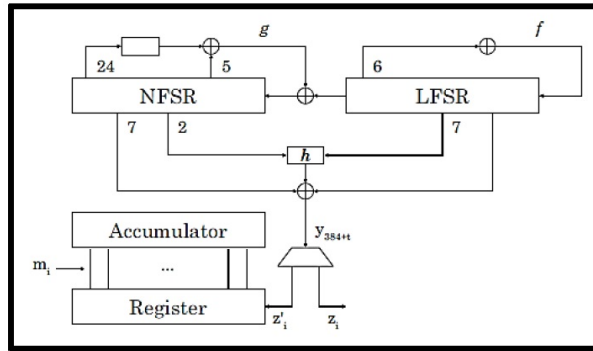 g
f
24
5
6
NFSR
LFSR
7
2
7
h
y384+t
Accumulator
mi
...
Register
z'i
zi